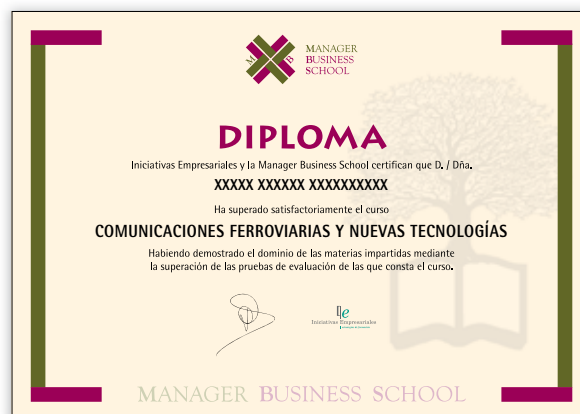 M B
MANAGER
BUSINESS
SCHOOL
DIPLOMA
Iniciativas Empresariales y la Manager Business School certifican que D. / Dña.
XXXXX XXXXXX XXXXXXXXXX
Ha superado satisfactoriamente el curso
COMUNICACIONES FERROVIARIAS Y NUEVAS TECNOLOGÍAS
Habiendo demostrado el dominio de las materias impartidas mediante
la superación de las pruebas de evaluación de las que consta el curso.
Iniciativas Empresariales
MANAGER BUSINESS SCHOOL